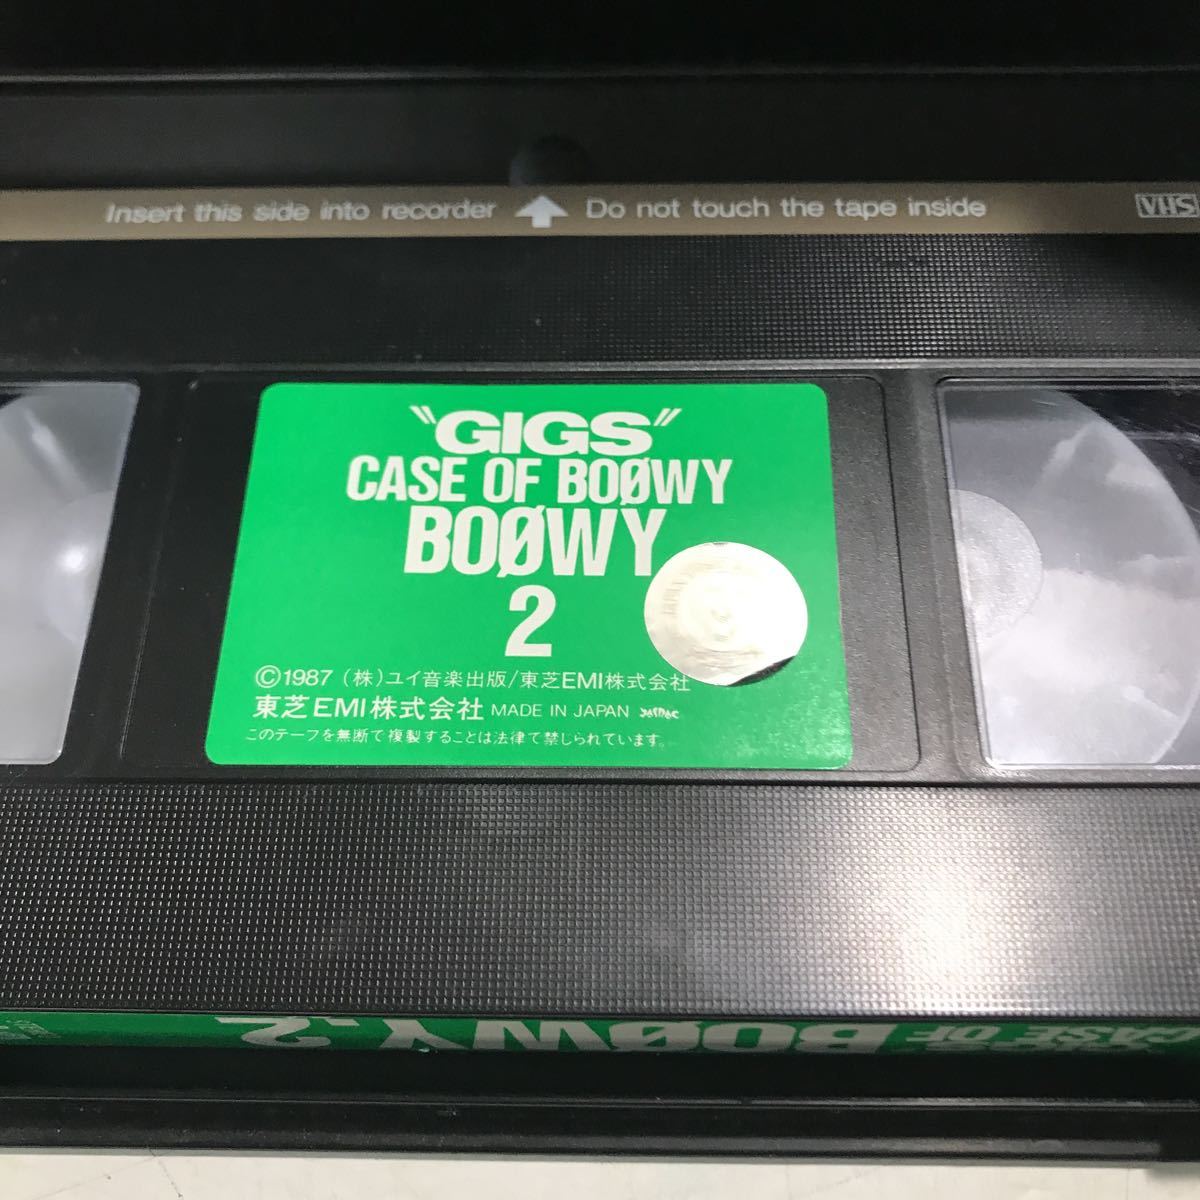 Insert this side into recorder Do not touch the tape inside VHS
"GIGS"
CASE OF BOØWY
BOØWY
2
©1987 (株)ユイ音楽出版/東芝EMI株式会社
東芝EMI株式会社 MADE IN JAPAN
このテープを無断で複製することは法律で禁じられています。
CASE OF BOØWY-2